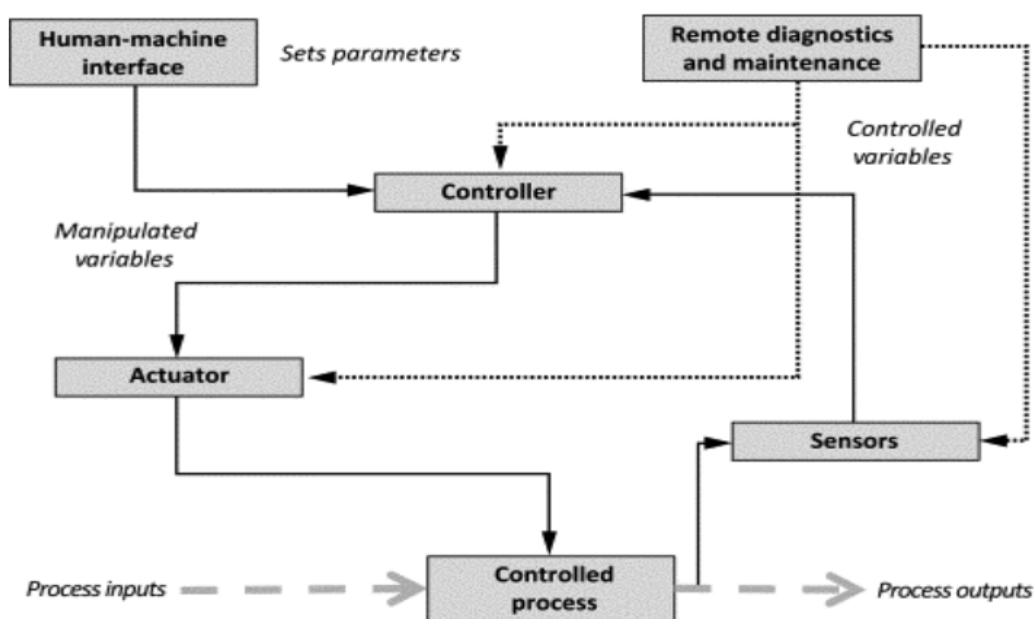 Human-machine
interface
Sets parameters
Remote diagnostics
and maintenance
Controlled
variables
Controller
Manipulated
variables
Actuator
Sensors
Process inputs
Controlled
process
Process outputs